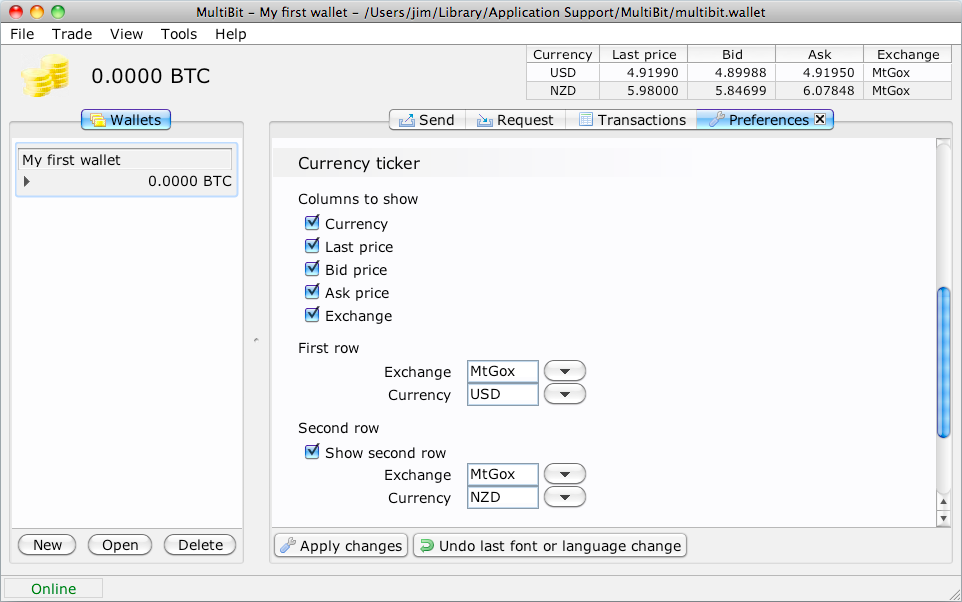 MultiBit - My first wallet - /Users/jim/Library/Application Support/MultiBit/multibit.wallet
File Trade View Tools Help
0.0000 BTC
Currency Last price Bid Ask Exchange
USD 4.91990 4.89988 4.91950 MtGox
NZD 5.98000 5.84699 6.07848 MtGox
Wallets
Send Request Transactions Preferences
My first wallet
0.0000 BTC
Currency ticker
Columns to show
Currency
Last price
Bid price
Ask price
Exchange
First row
Exchange MtGox
Currency USD
Second row
Show second row
Exchange MtGox
Currency NZD
New Open Delete
Apply changes Undo last font or language change
Online